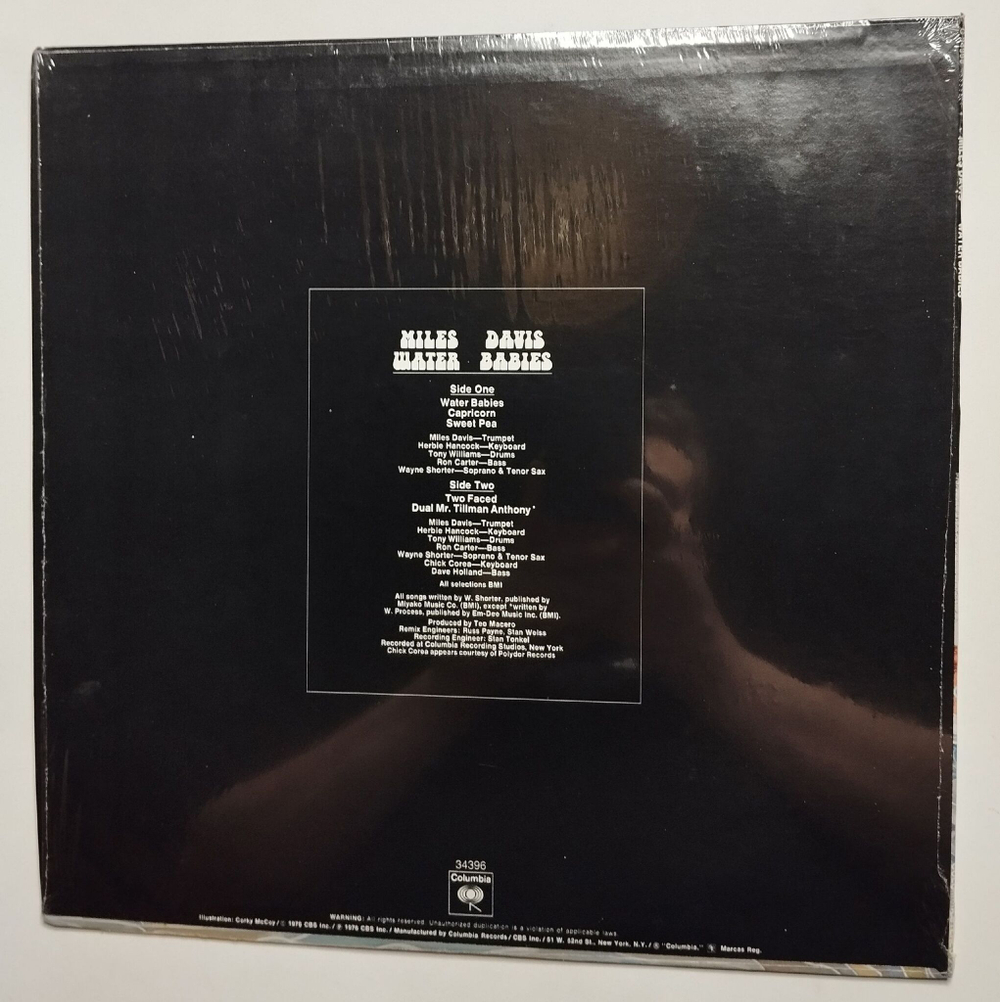 MILES DAVIS
WATER BABIES
Side One
Water Babies
Capricorn
Sweet Pea
Miles Davis—Trumpet
Herbie Hancock—Keyboard
Tony Williams—Drums
Ron Carter—Bass
Wayne Shorter—Soprano & Tenor Sax
Side Two
Two Faced
Dual Mr. Tillman Anthony*
Miles Davis—Trumpet
Herbie Hancock—Keyboard
Tony Williams—Drums
Ron Carter—Bass
Wayne Shorter—Soprano & Tenor Sax
Chick Corea—Keyboard
Dave Holland—Bass
All selections BMI
All songs written by W. Shorter, published by
Miyako Music Co. (BMI), except *written by
W. Process, published by Em-Dee Music Inc. (BMI).
Produced by Teo Macero
Remix Engineers: Russ Payne, Stan Weiss
Recording Engineer: Stan Tonkel
Recorded at Columbia Recording Studios, New York
Chick Corea appears courtesy of Polydor Records
34396
Columbia
WARNING: All rights reserved. Unauthorized duplication is a violation of applicable laws.
Illustration: Corky McCoy/© 1976 CBS Inc./℗ 1976 CBS Inc./Manufactured by Columbia Records/CBS Inc./51 W. 52nd St., New York, N.Y./® "Columbia," Marcas Reg.